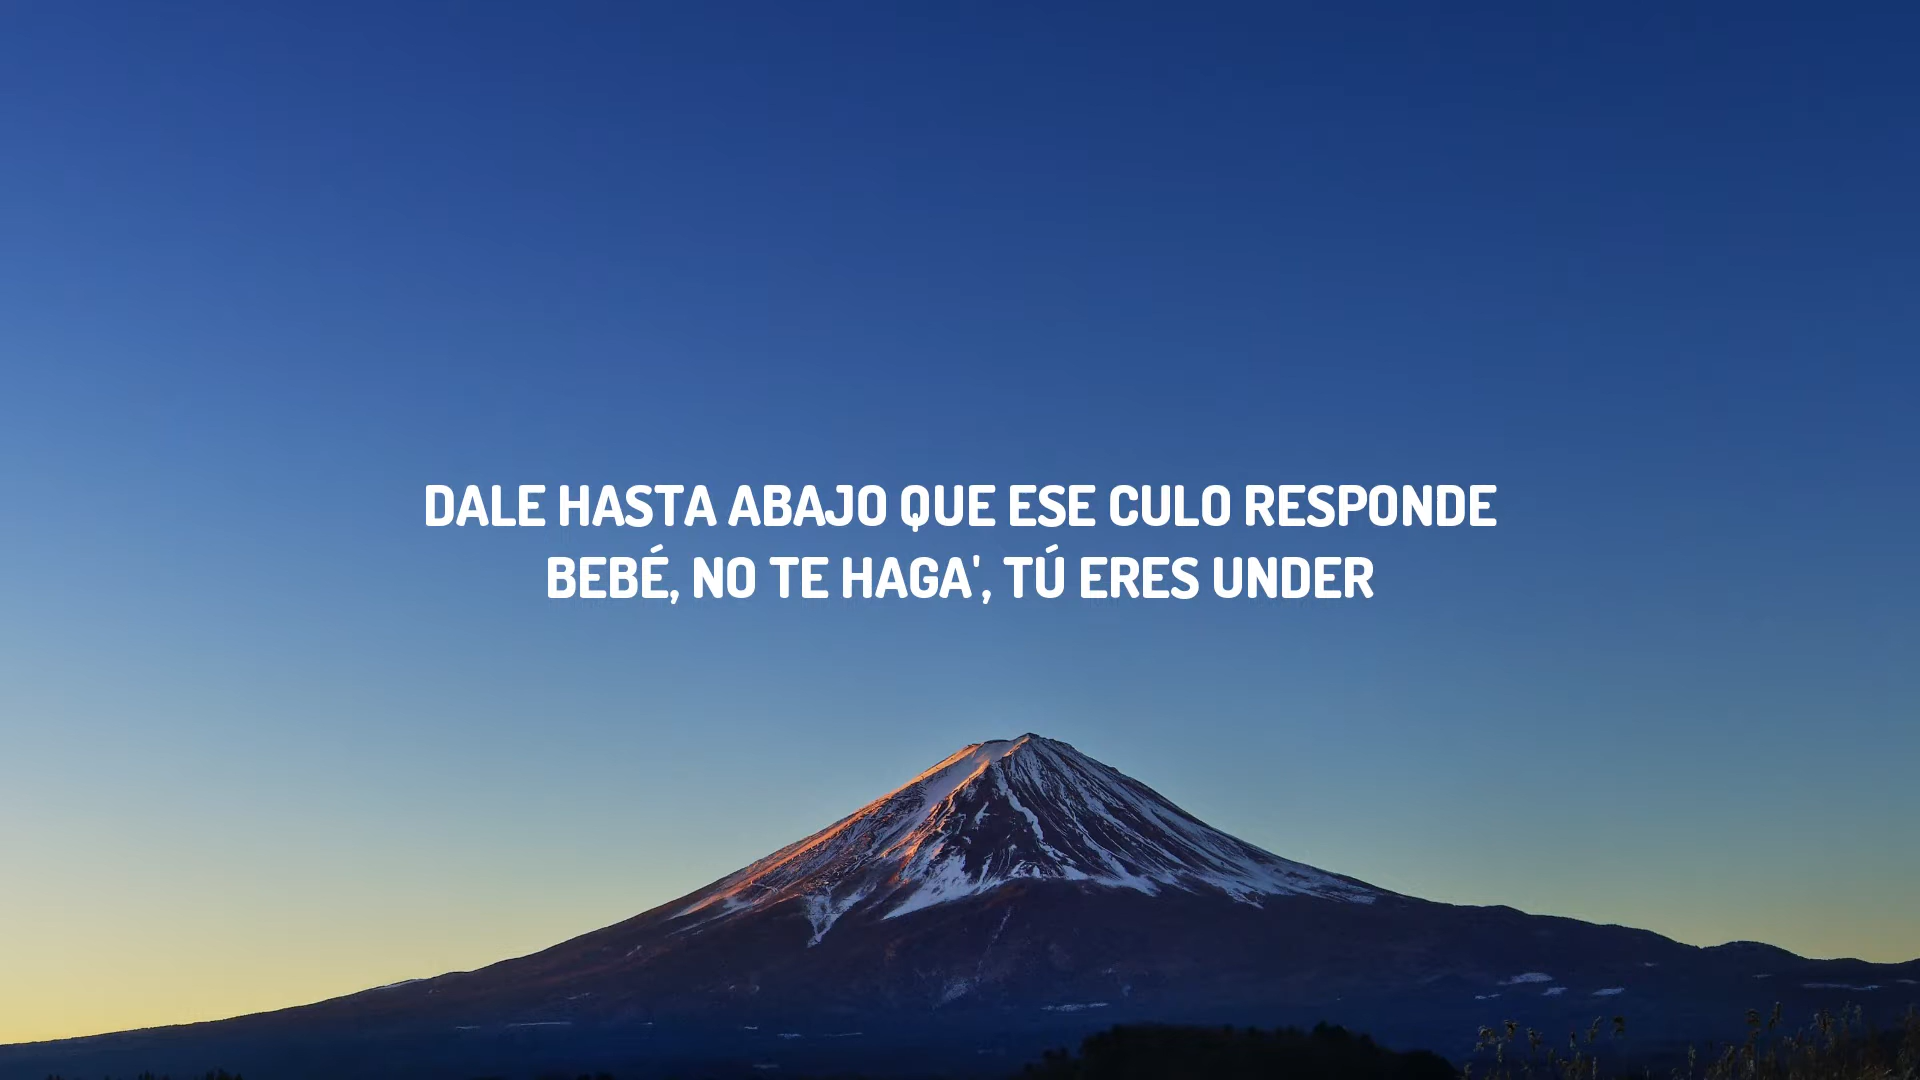 DALE HASTA ABAJO QUE ESE CULO RESPONDE
BEBÉ, NO TE HAGA', TÚ ERES UNDER